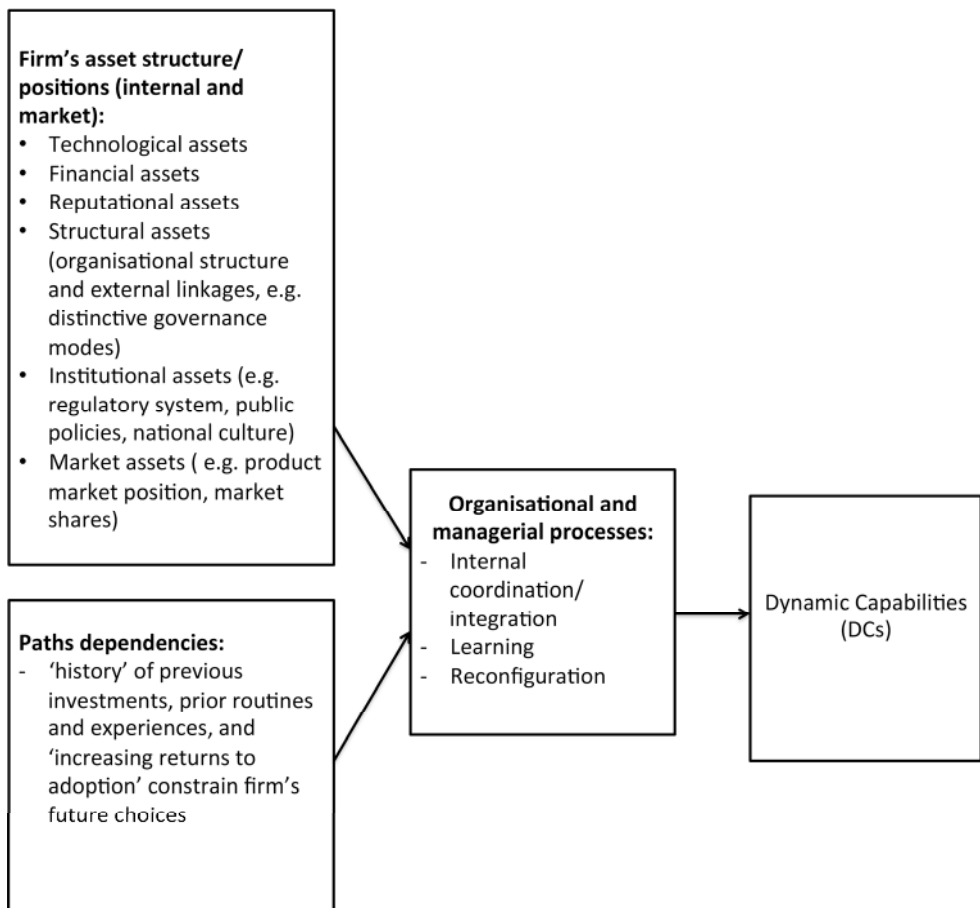 Firm’s asset structure/
positions (internal and
market):
• Technological assets
• Financial assets
• Reputational assets
• Structural assets
(organisational structure
and external linkages, e.g.
distinctive governance
modes)
• Institutional assets (e.g.
regulatory system, public
policies, national culture)
• Market assets ( e.g. product
market position, market
shares)
Paths dependencies:
- ‘history’ of previous
investments, prior routines
and experiences, and
‘increasing returns to
adoption’ constrain firm’s
future choices
Organisational and
managerial processes:
- Internal
coordination/
integration
- Learning
- Reconfiguration
Dynamic Capabilities
(DCs)